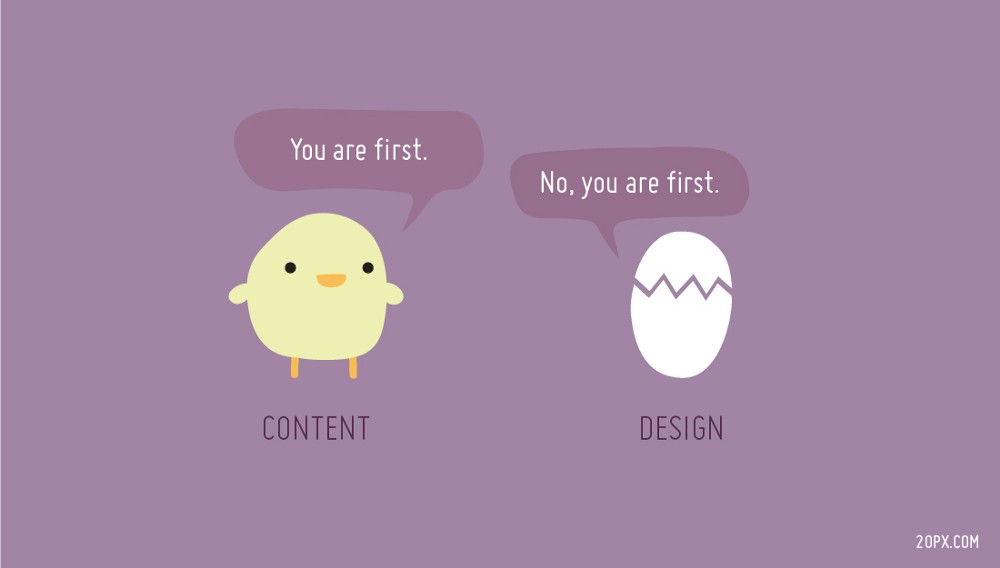 You are first.
No, you are first.
CONTENT
DESIGN
20PX.COM